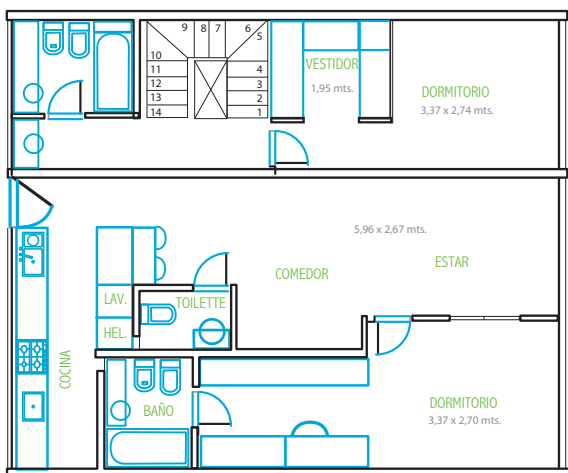 9
8
7
6
5
10
11
12
13
14
4
3
2
1
VESTIDOR
1,95 mts.
DORMITORIO
3,37 x 2,74 mts.
5,96 x 2,67 mts.
COMEDOR
ESTAR
LAV.
TOILETTE
HEL.
COCINA
BAÑO
DORMITORIO
3,37 x 2,70 mts.